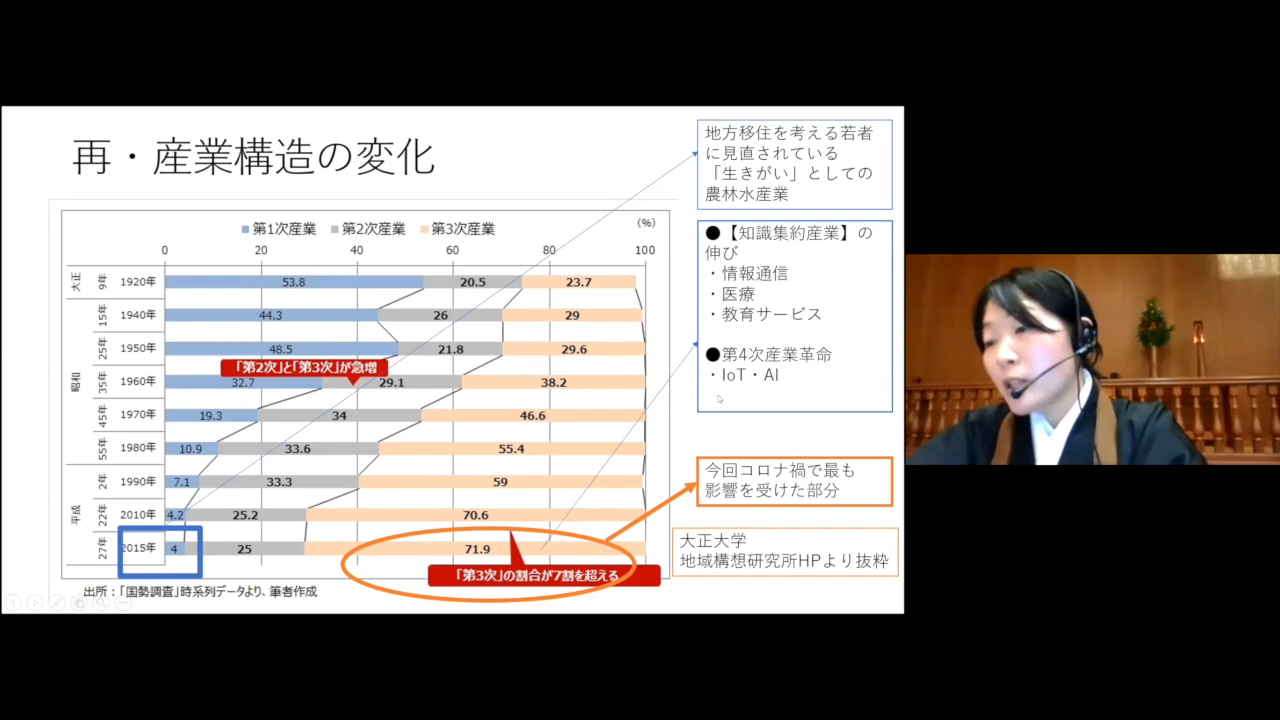 再・産業構造の変化
地方移住を考える若者
に見直されている
「生きがい」としての
農林水産業
●【知識集約産業】の
伸び
・情報通信
・医療
・教育サービス
●第4次産業革命
・IoT・AI
今回コロナ禍で最も
影響を受けた部分
大正大学
地域構想研究所HPより抜粋
第1次産業 第2次産業 第3次産業
(%)
0 20 40 60 80 100
大正 9年 1920年 53.8 20.5 23.7
昭和 15年 1940年 44.3 26 29
25年 1950年 48.5 21.8 29.6
「第2次」と「第3次」が急増
35年 1960年 32.7 29.1 38.2
45年 1970年 19.3 34 46.6
55年 1980年 10.9 33.6 55.4
平成 2年 1990年 7.1 33.3 59
22年 2010年 4.2 25.2 70.6
27年 2015年 4 25 71.9
「第3次」の割合が7割を超える
出所:「国勢調査」時系列データより、筆者作成